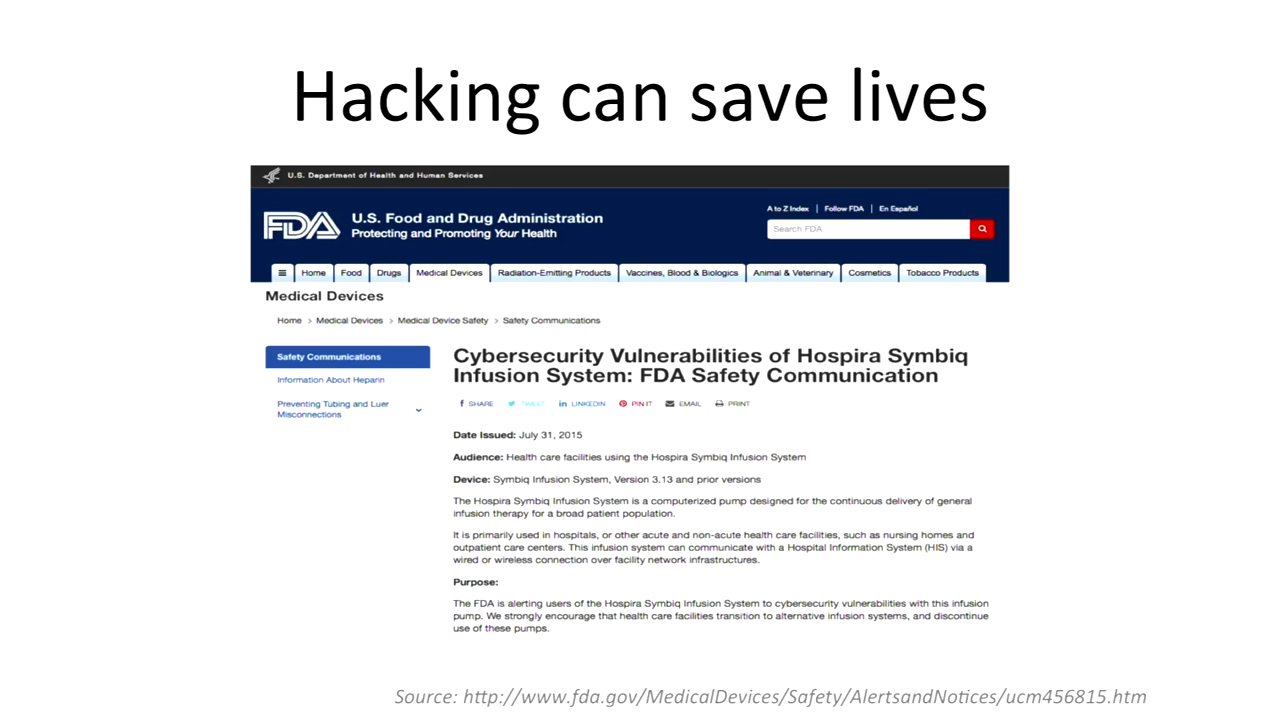 Hacking can save lives
U.S. Department of Health and Human Services
FDA
U.S. Food and Drug Administration
Protecting and Promoting Your Health
A to Z Index | Follow FDA | En Español
Search FDA
Home Food Drugs Medical Devices Radiation-Emitting Products Vaccines, Blood & Biologics Animal & Veterinary Cosmetics Tobacco Products
Medical Devices
Home > Medical Devices > Medical Device Safety > Safety Communications
Safety Communications
Information About Heparin
Preventing Tubing and Luer
Misconnections
Cybersecurity Vulnerabilities of Hospira Symbiq
Infusion System: FDA Safety Communication
SHARE TWEET LINKEDIN PIN IT EMAIL PRINT
Date Issued: July 31, 2015
Audience: Health care facilities using the Hospira Symbiq Infusion System
Device: Symbiq Infusion System, Version 3.13 and prior versions
The Hospira Symbiq Infusion System is a computerized pump designed for the continuous delivery of general
infusion therapy for a broad patient population.
It is primarily used in hospitals, or other acute and non-acute health care facilities, such as nursing homes and
outpatient care centers. This infusion system can communicate with a Hospital Information System (HIS) via a
wired or wireless connection over facility network infrastructures.
Purpose:
The FDA is alerting users of the Hospira Symbiq Infusion System to cybersecurity vulnerabilities with this infusion
pump. We strongly encourage that health care facilities transition to alternative infusion systems, and discontinue
use of these pumps.
Source: http://www.fda.gov/MedicalDevices/Safety/AlertsandNotices/ucm456815.htm